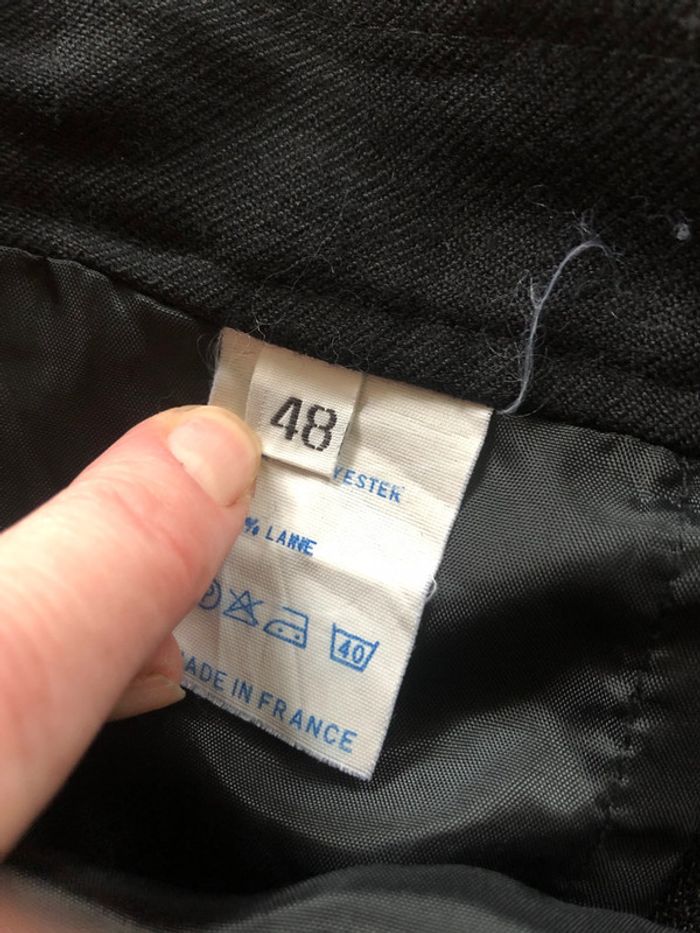 48
YESTER
% LAINE
40
ADE IN FRANCE